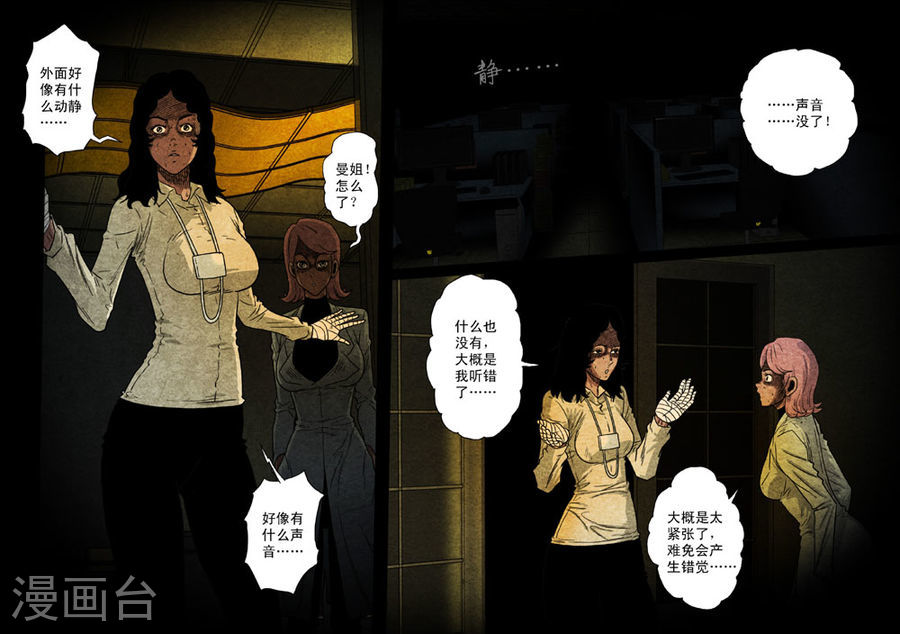 外面好
像有什
么动静
……
曼姐！
怎么
了？
好像有
什么声
音……
静……
……声音
没了！
什么也
没有，
大概是
我听错
了……
大概是太
紧张了，
难免会产
生错觉……
漫画台